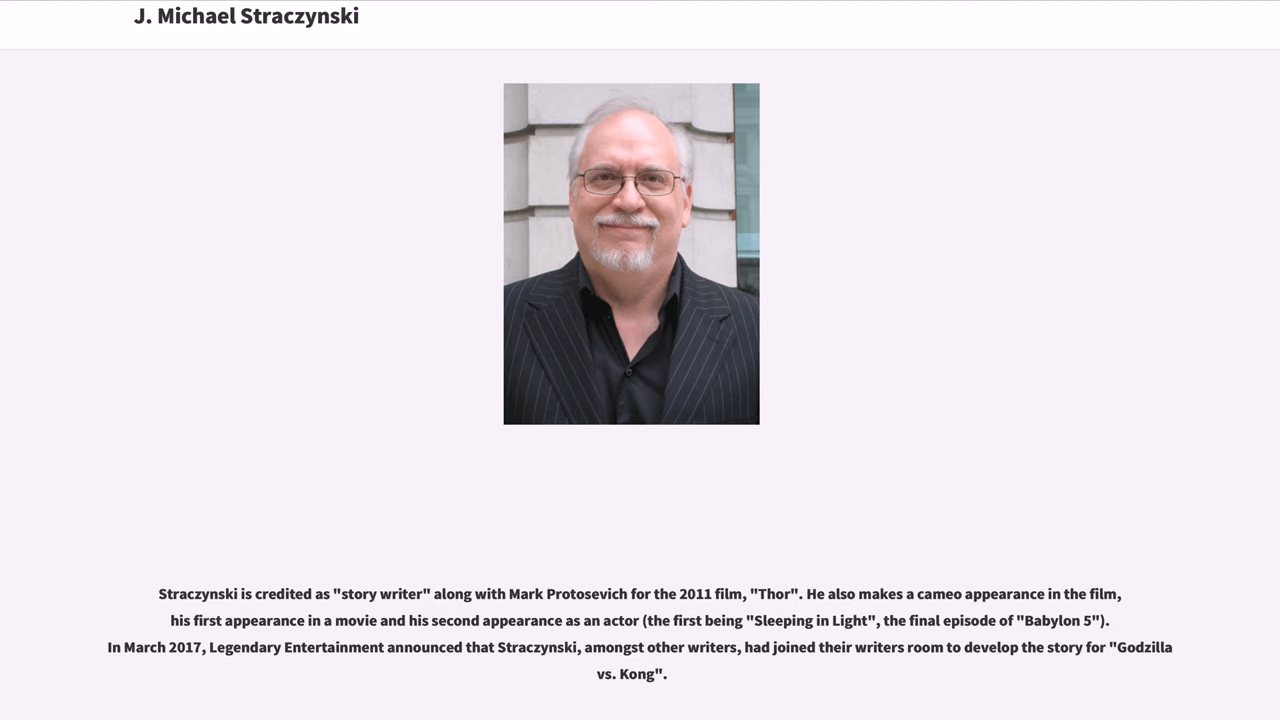 J. Michael Straczynski
Straczynski is credited as "story writer" along with Mark Protosevich for the 2011 film, "Thor". He also makes a cameo appearance in the film,
his first appearance in a movie and his second appearance as an actor (the first being "Sleeping in Light", the final episode of "Babylon 5").
In March 2017, Legendary Entertainment announced that Straczynski, amongst other writers, had joined their writers room to develop the story for "Godzilla
vs. Kong".